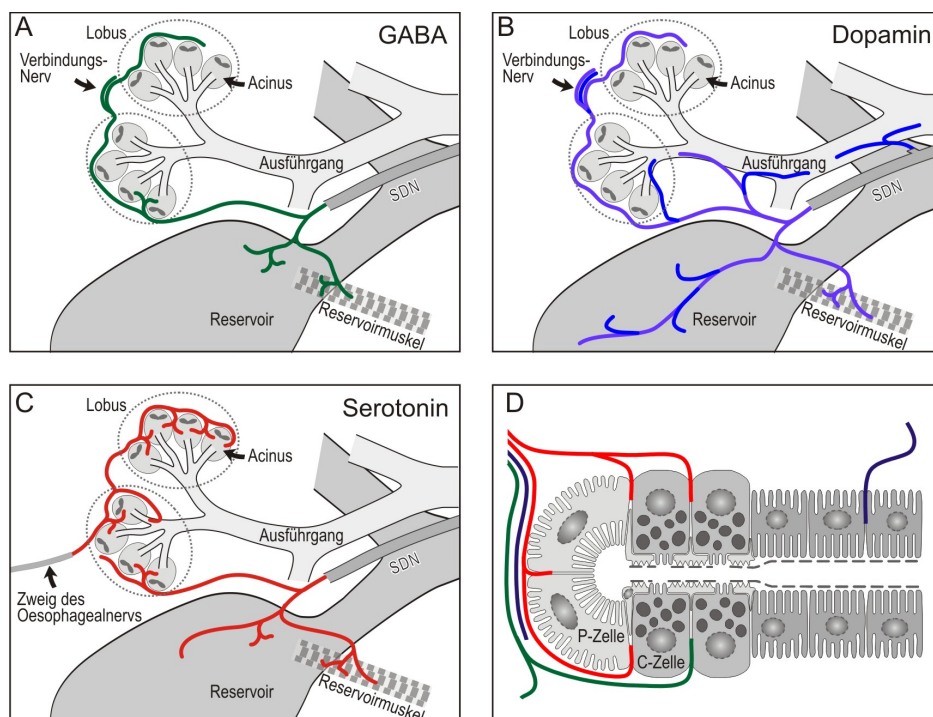 A
GABA
Lobus
Verbindungs-
Nerv
Acinus
Ausführgang
SDN
Reservoir
Reservoirmuskel
B
Dopamin
Lobus
Verbindungs-
Nerv
Acinus
Ausführgang
SDN
Reservoir
Reservoirmuskel
C
Serotonin
Lobus
Acinus
Ausführgang
SDN
Zweig des
Oesophagealnervs
Reservoir
Reservoirmuskel
D
P-Zelle
C-Zelle